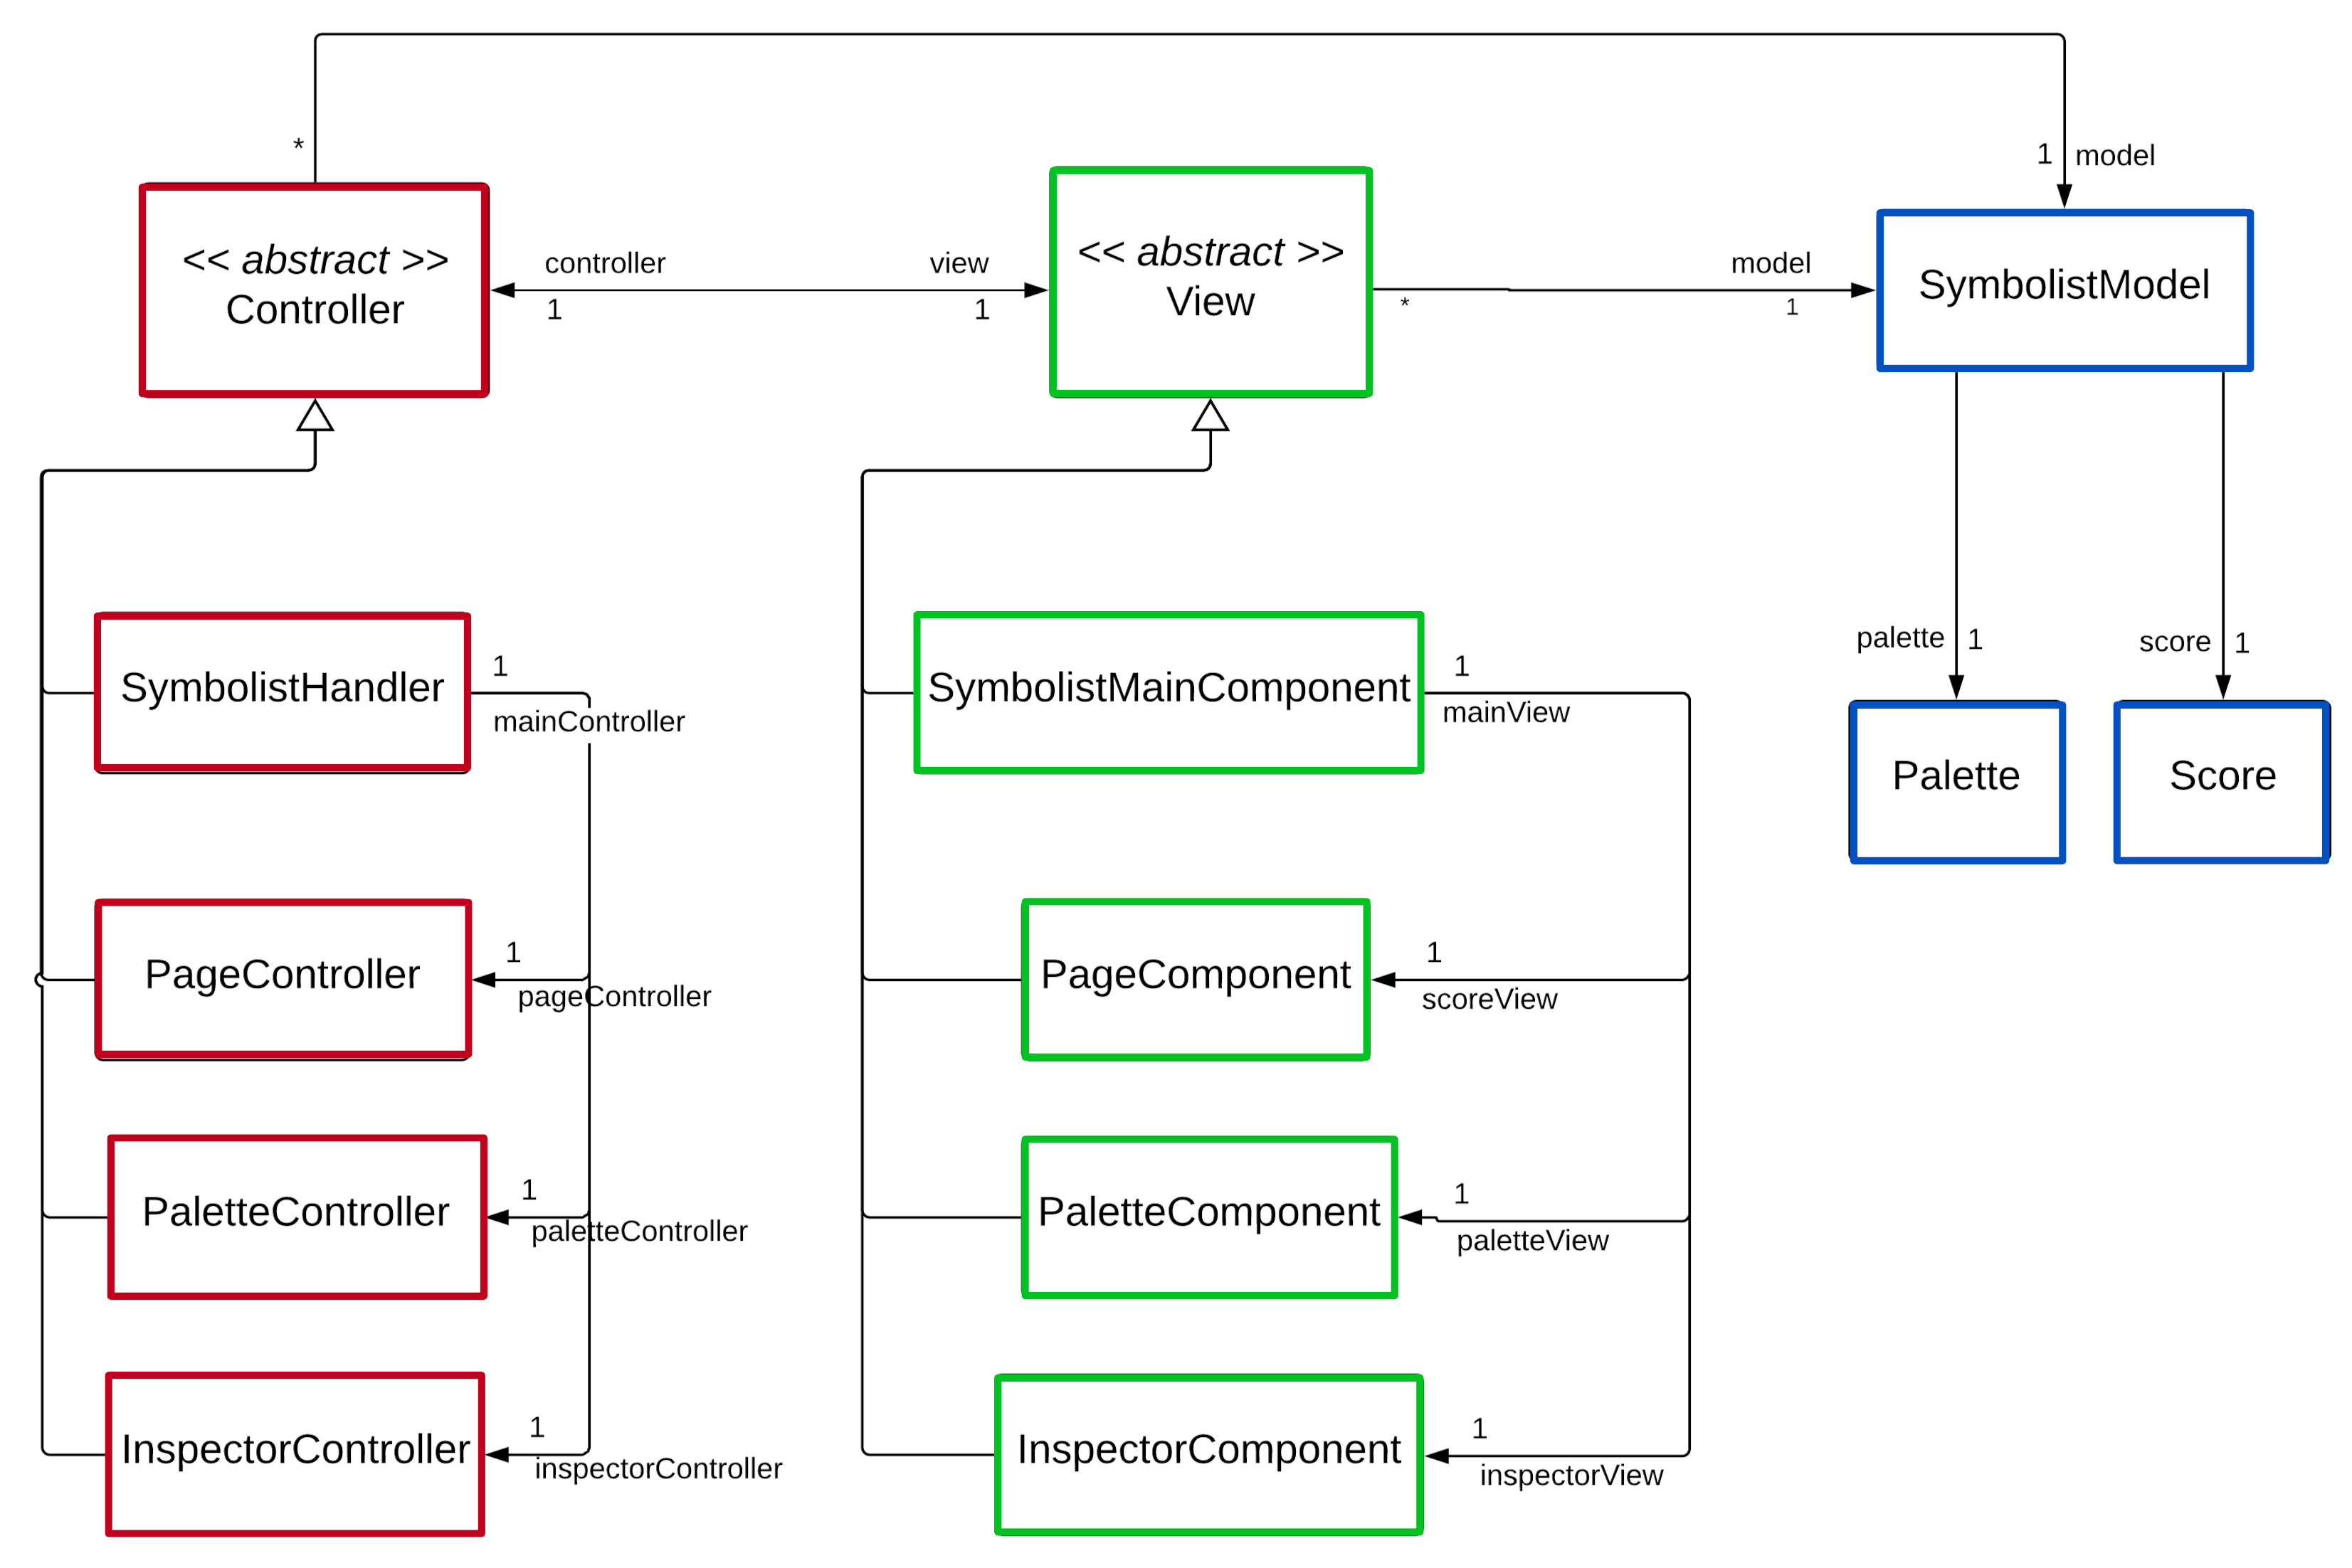 *
1 model
<< abstract >>
Controller
controller
1
view
1
<< abstract >>
View
*
model
1
SymbolistModel
palette 1
score 1
SymbolistHandler
1
mainController
SymbolistMainComponent
1
mainView
Palette
Score
PageController
1
pageController
PageComponent
1
scoreView
PaletteController
1
paletteController
PaletteComponent
1
paletteView
InspectorController
1
inspectorController
InspectorComponent
1
inspectorView